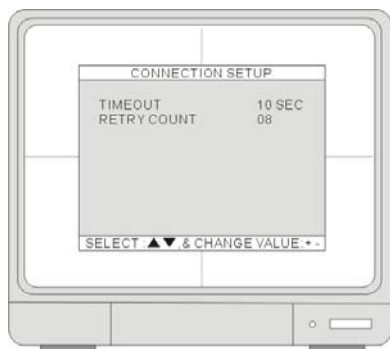 CONNECTION SETUP
TIMEOUT 10 SEC
RETRY COUNT 08
SELECT :▲▼,& CHANGE VALUE:+ -